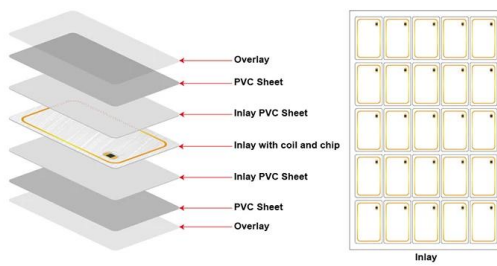 Overlay
PVC Sheet
Inlay PVC Sheet
Inlay with coil and chip
Inlay PVC Sheet
PVC Sheet
Overlay
Inlay